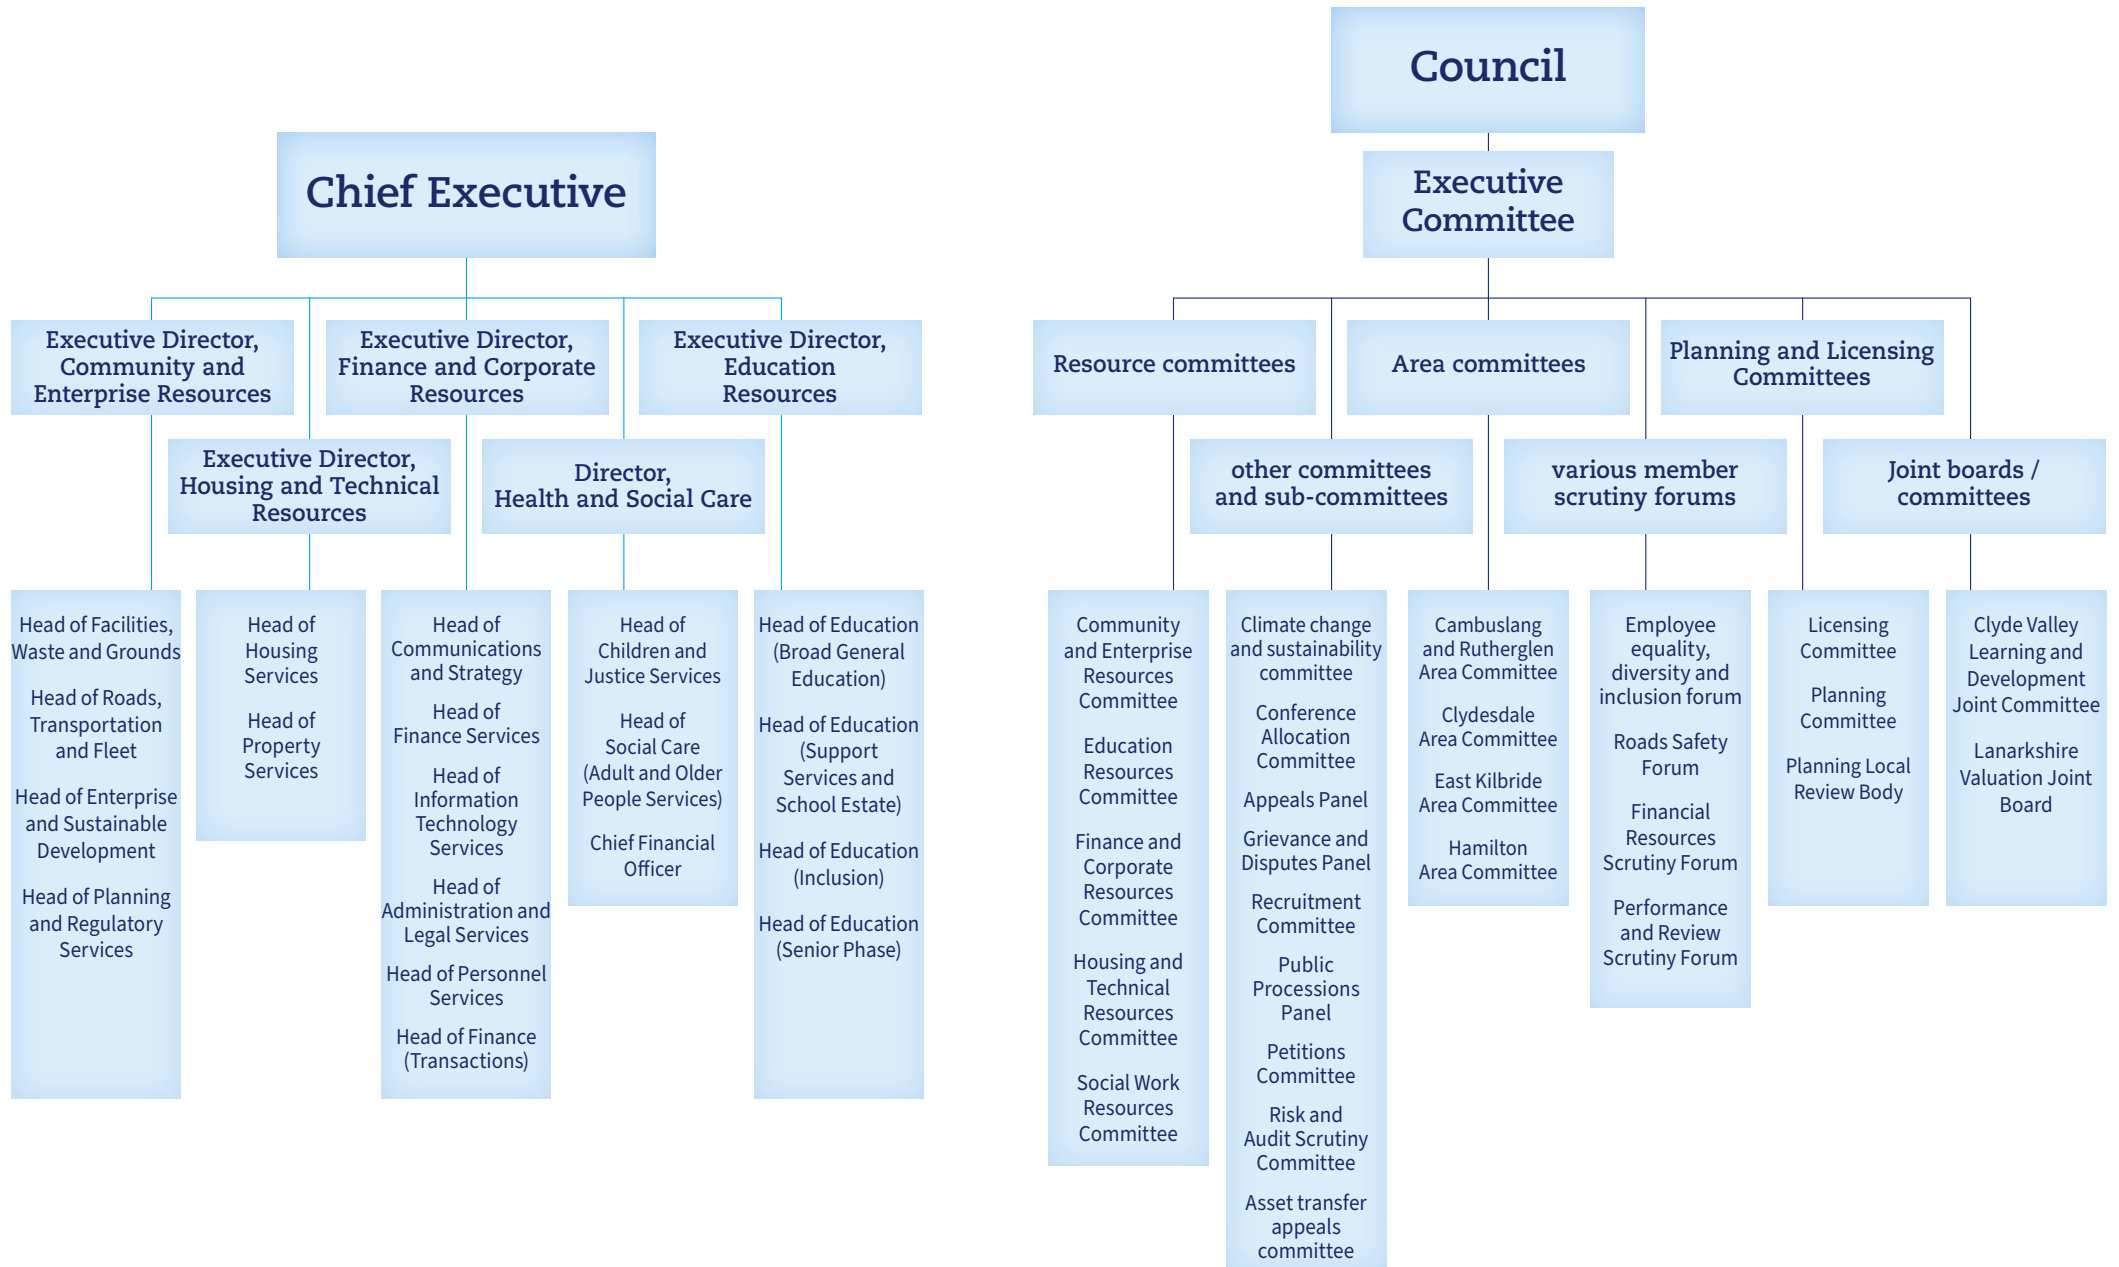 Chief Executive
Executive Director,
Community and
Enterprise Resources
Executive Director,
Finance and Corporate
Resources
Executive Director,
Education
Resources
Executive Director,
Housing and Technical
Resources
Director,
Health and Social Care
Head of Facilities,
Waste and Grounds
Head of Roads,
Transportation
and Fleet
Head of Enterprise
and Sustainable
Development
Head of Planning
and Regulatory
Services
Head of
Housing
Services
Head of
Property
Services
Head of
Communications
and Strategy
Head of
Finance Services
Head of
Information
Technology
Services
Head of
Administration and
Legal Services
Head of Personnel
Services
Head of Finance
(Transactions)
Head of
Children and
Justice Services
Head of
Social Care
(Adult and Older
People Services)
Chief Financial
Officer
Head of Education
(Broad General
Education)
Head of Education
(Support
Services and
School Estate)
Head of Education
(Inclusion)
Head of Education
(Senior Phase)
Council
Executive
Committee
Resource committees
Area committees
Planning and Licensing
Committees
other committees
and sub-committees
various member
scrutiny forums
Joint boards /
committees
Community
and Enterprise
Resources
Committee
Education
Resources
Committee
Finance and
Corporate
Resources
Committee
Housing and
Technical
Resources
Committee
Social Work
Resources
Committee
Climate change
and sustainability
committee
Conference
Allocation
Committee
Appeals Panel
Grievance and
Disputes Panel
Recruitment
Committee
Public
Processions
Panel
Petitions
Committee
Risk and
Audit Scrutiny
Committee
Asset transfer
appeals
committee
Cambuslang
and Rutherglen
Area Committee
Clydesdale
Area Committee
East Kilbride
Area Committee
Hamilton
Area Committee
Employee
equality,
diversity and
inclusion forum
Roads Safety
Forum
Financial
Resources
Scrutiny Forum
Performance
and Review
Scrutiny Forum
Licensing
Committee
Planning
Committee
Planning Local
Review Body
Clyde Valley
Learning and
Development
Joint Committee
Lanarkshire
Valuation Joint
Board